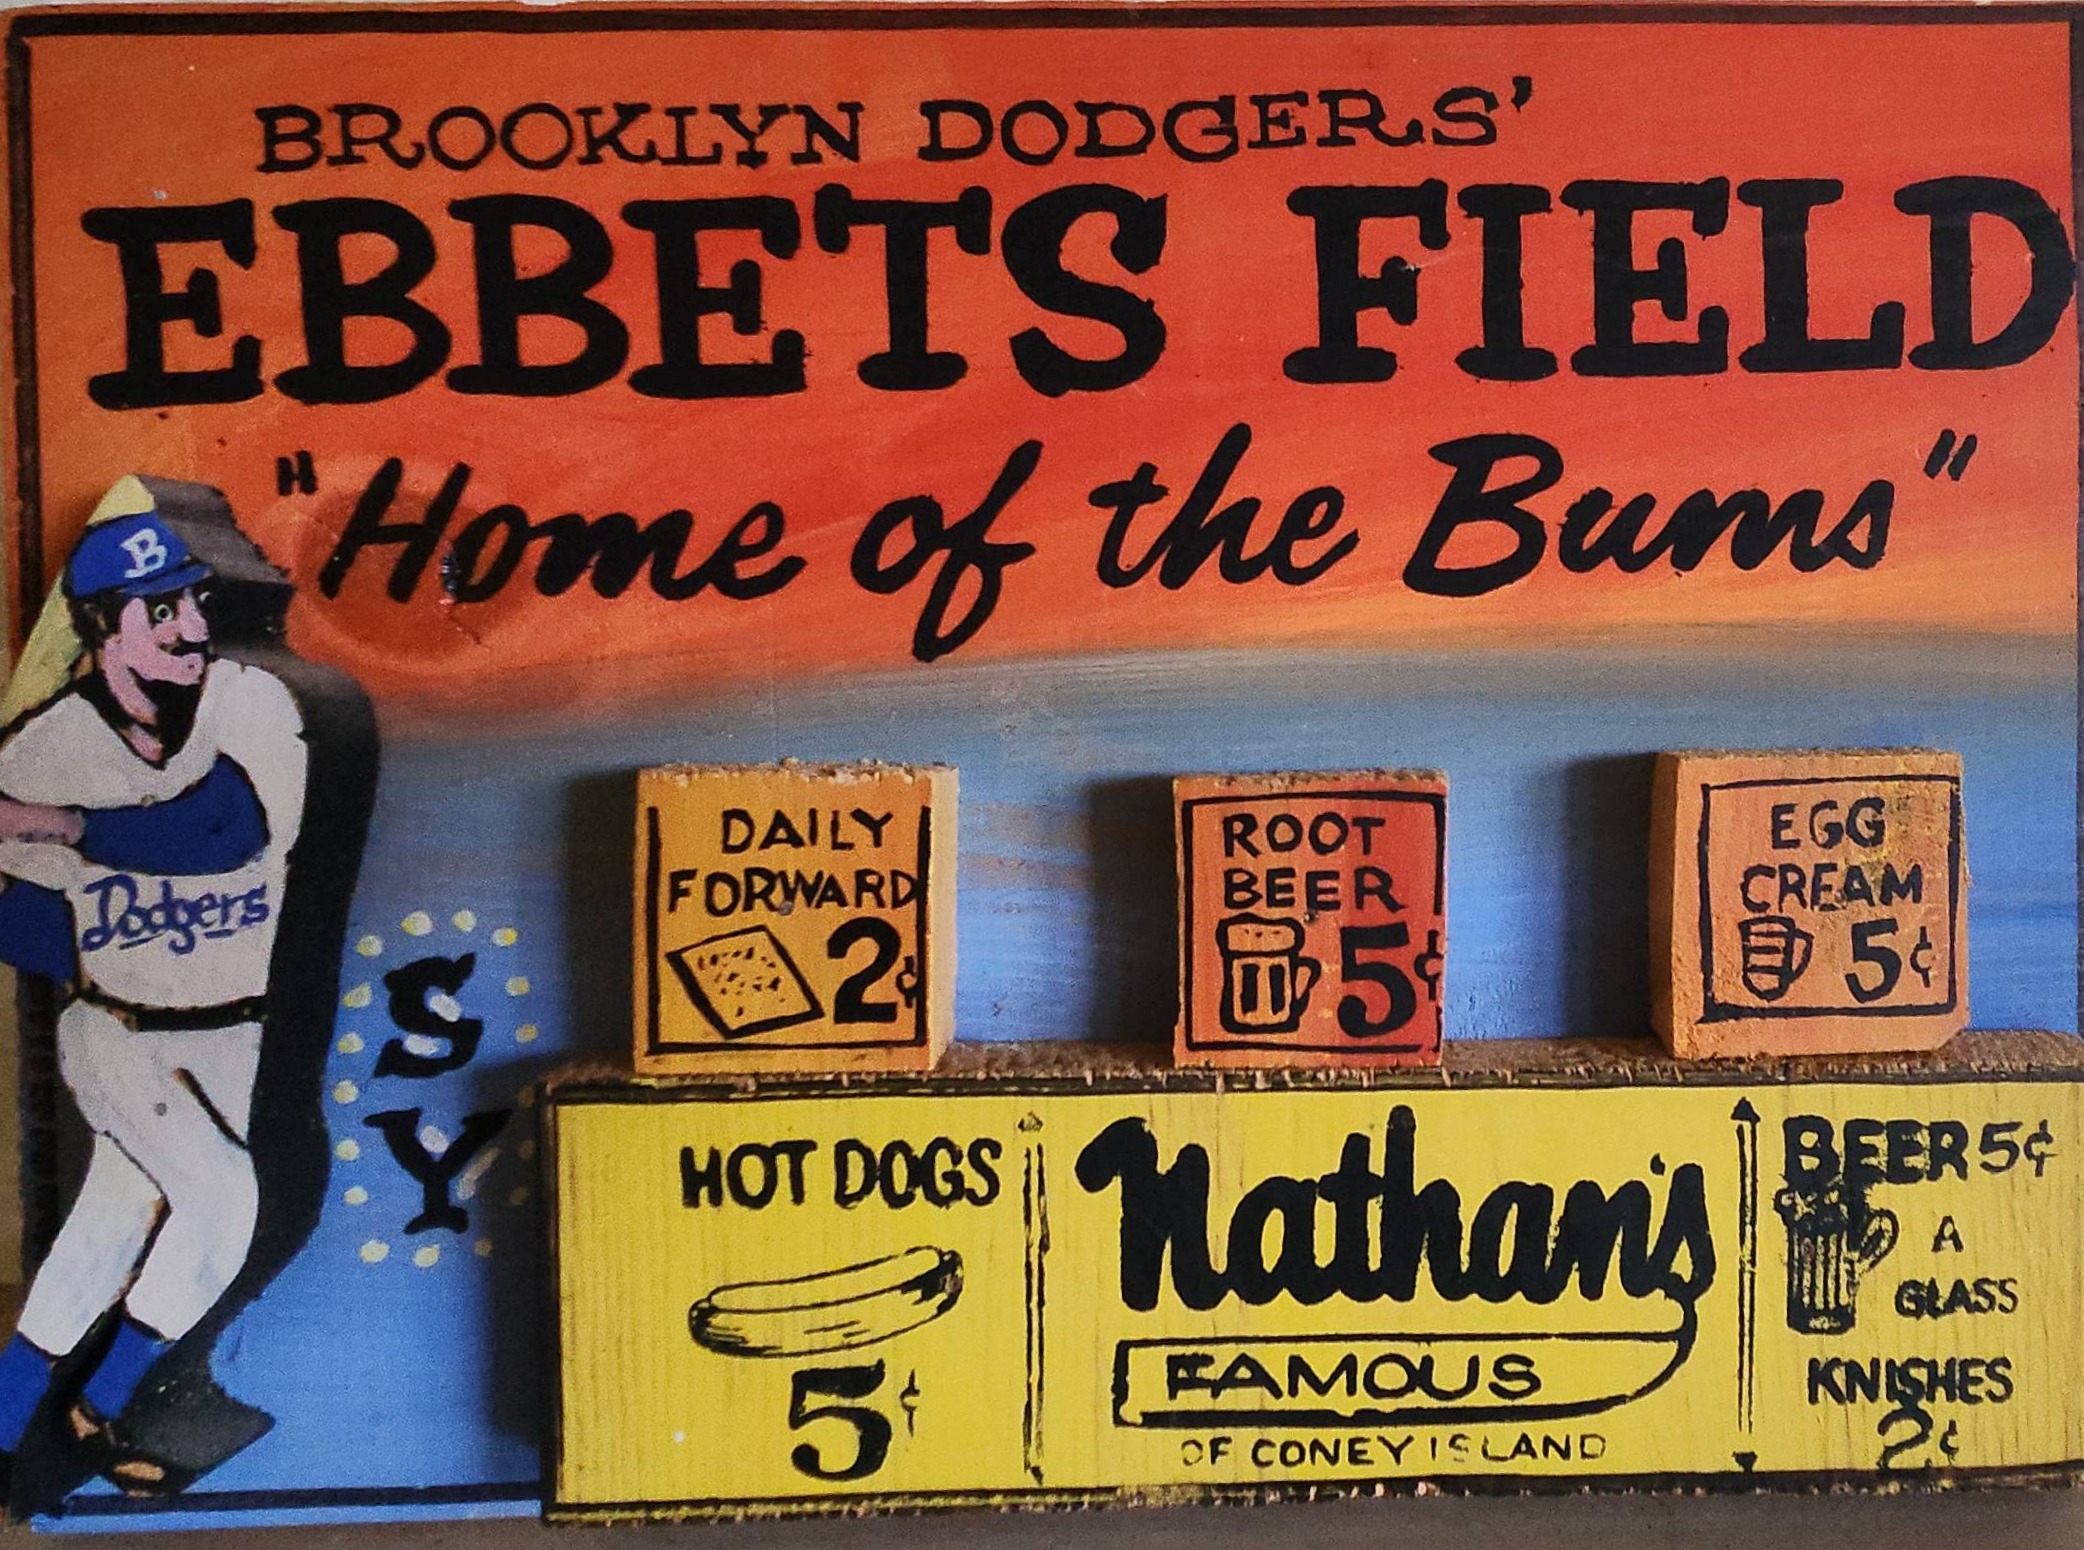 BROOKLYN DODGERS'
EBBETS FIELD
"Home of the Bums"
B
Dodgers
S
Y
DAILY
FORWARD
2¢
ROOT
BEER
5¢
EGG
CREAM
5¢
HOT DOGS
5¢
Nathan's
FAMOUS
OF CONEY ISLAND
BEER 5¢
A
GLASS
KNISHES
2¢